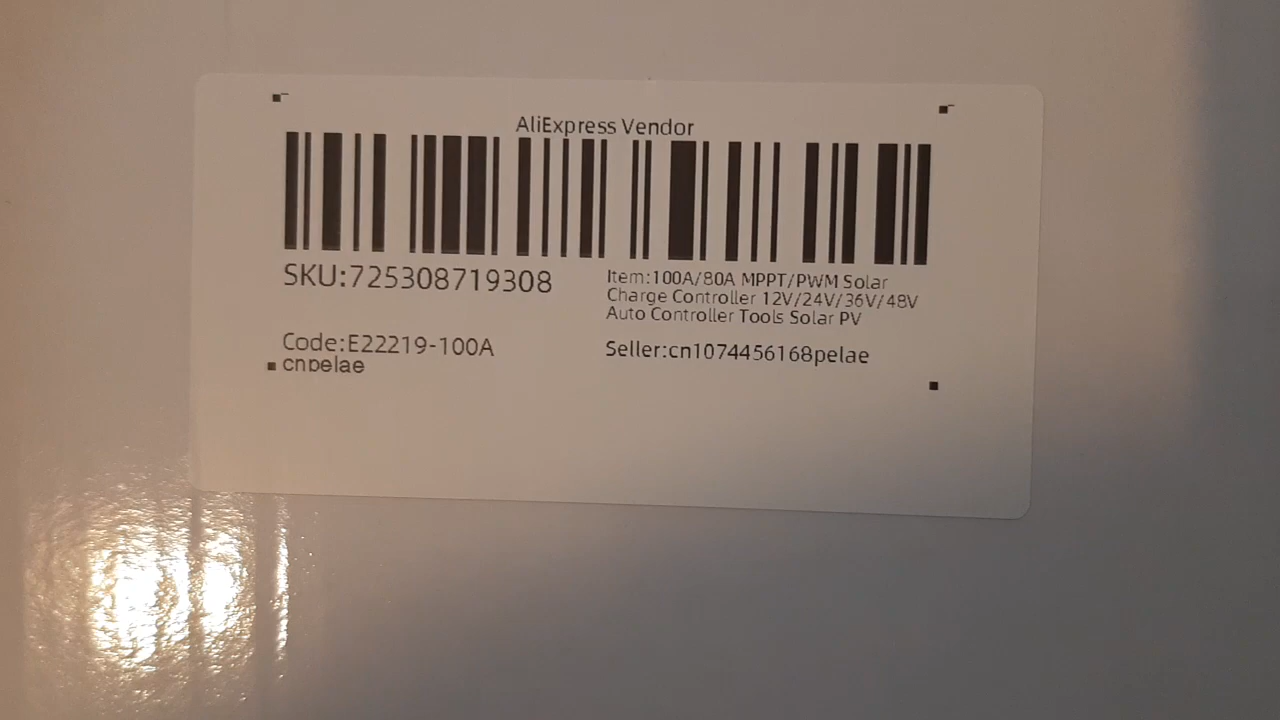 AliExpress Vendor
SKU:725308719308
Item:100A/80A MPPT/PWM Solar
Charge Controller 12V/24V/36V/48V
Auto Controller Tools Solar PV
Code:E22219-100A
cnpelae
Seller:cn1074456168pelae